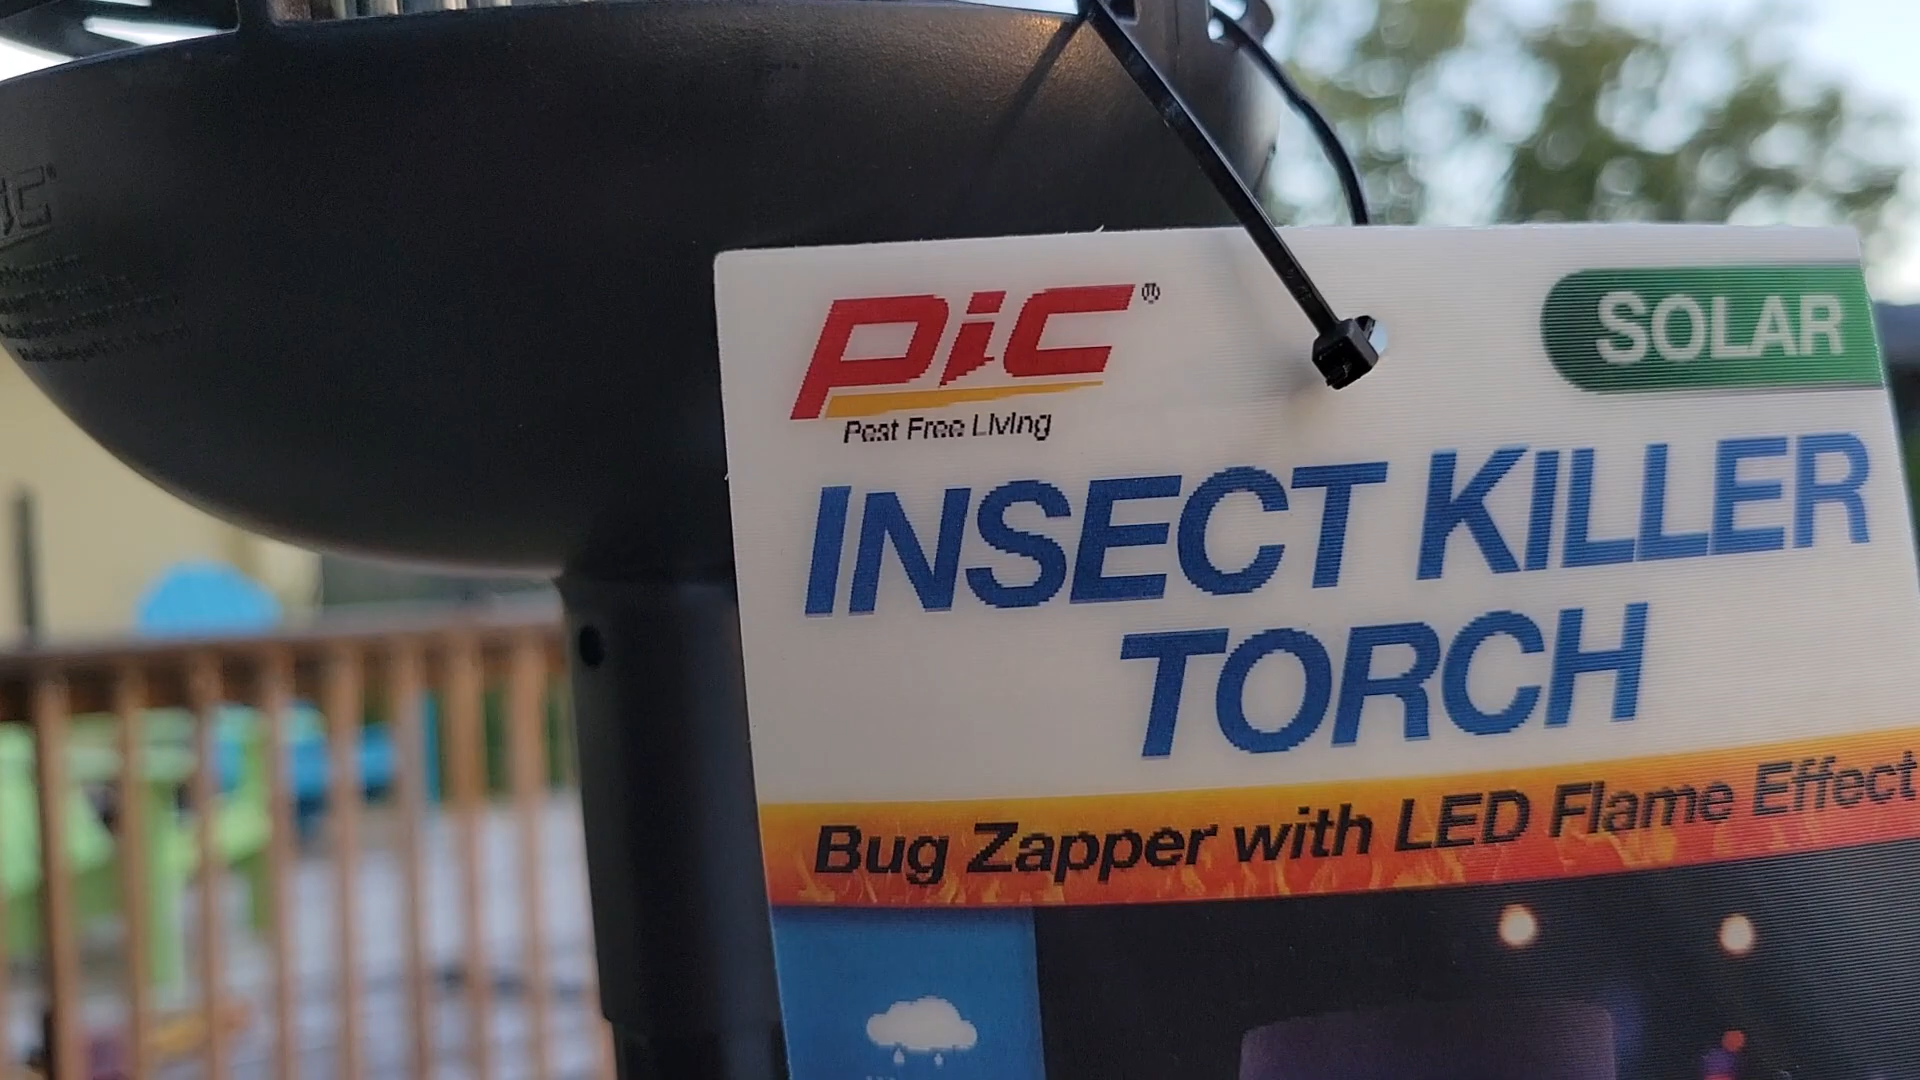 PiC®
SOLAR
Pest Free Living
INSECT KILLER
TORCH
Bug Zapper with LED Flame Effect